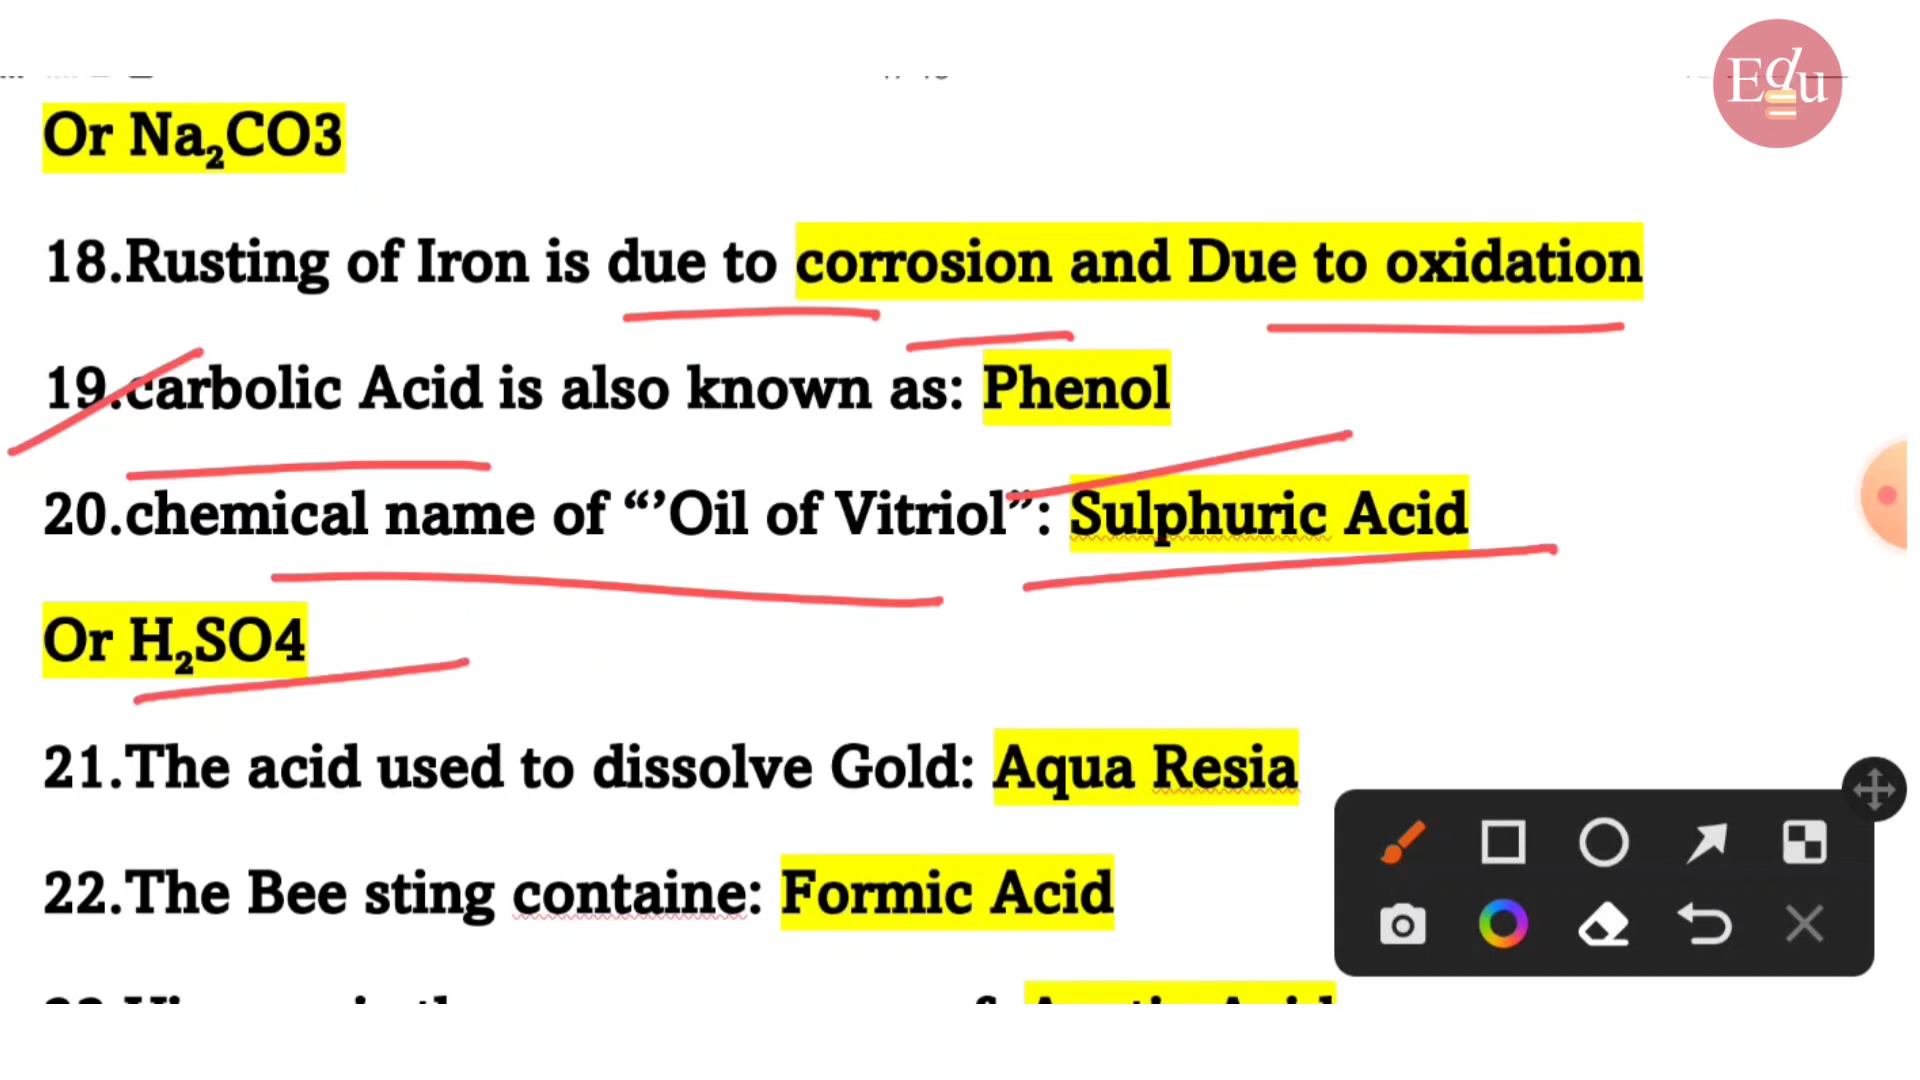 Edu
Or Na₂CO3
18.Rusting of Iron is due to corrosion and Due to oxidation
19.carbolic Acid is also known as: Phenol
20.chemical name of “’Oil of Vitriol”: Sulphuric Acid
Or H₂SO4
21.The acid used to dissolve Gold: Aqua Resia
22.The Bee sting containe: Formic Acid